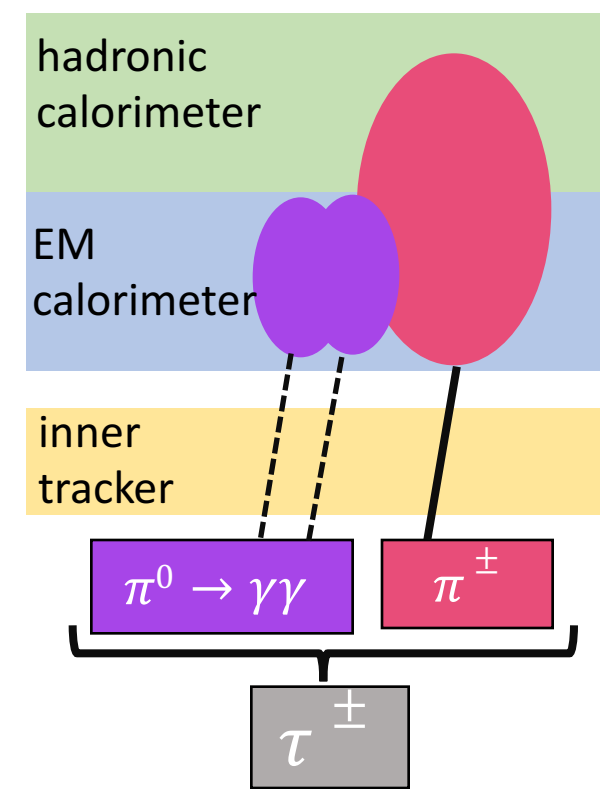 hadronic
calorimeter
EM
calorimeter
inner
tracker
π⁰ → γγ
π ±
τ ±